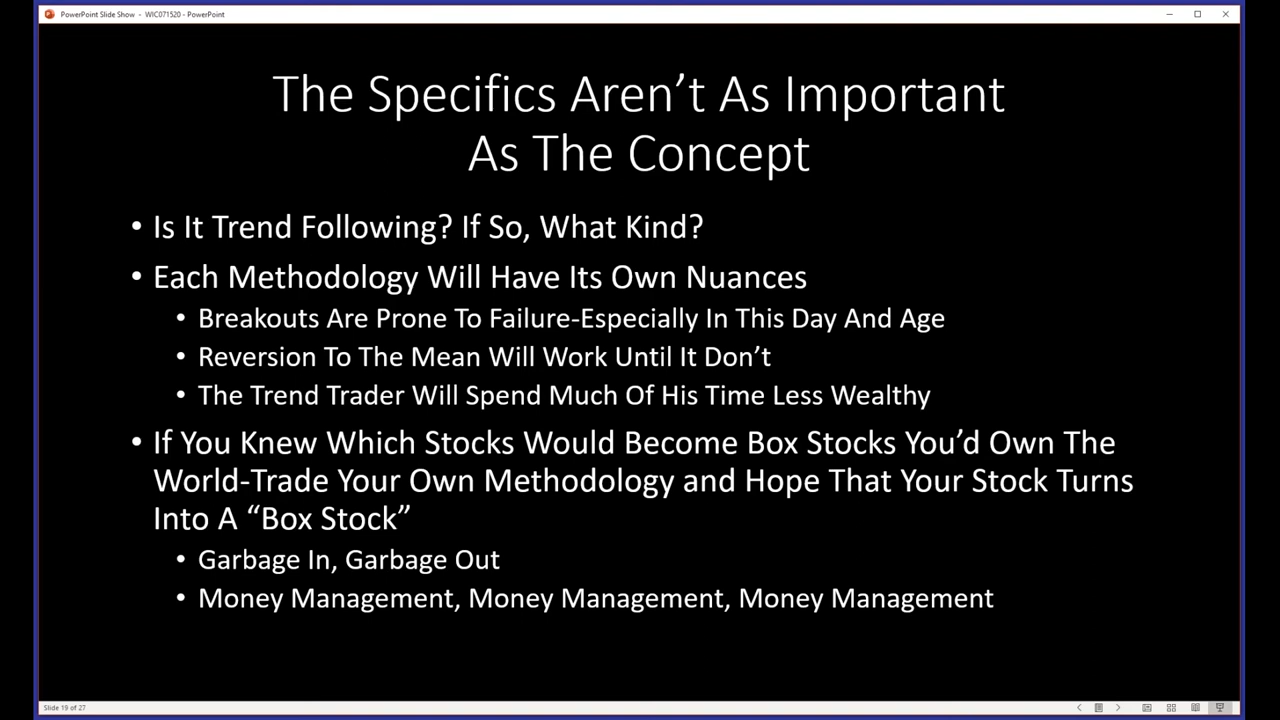 PowerPoint Slide Show - WIC071520 - PowerPoint
The Specifics Aren’t As Important
As The Concept
• Is It Trend Following? If So, What Kind?
• Each Methodology Will Have Its Own Nuances
• Breakouts Are Prone To Failure-Especially In This Day And Age
• Reversion To The Mean Will Work Until It Don’t
• The Trend Trader Will Spend Much Of His Time Less Wealthy
• If You Knew Which Stocks Would Become Box Stocks You’d Own The
World-Trade Your Own Methodology and Hope That Your Stock Turns
Into A “Box Stock”
• Garbage In, Garbage Out
• Money Management, Money Management, Money Management
Slide 19 of 27